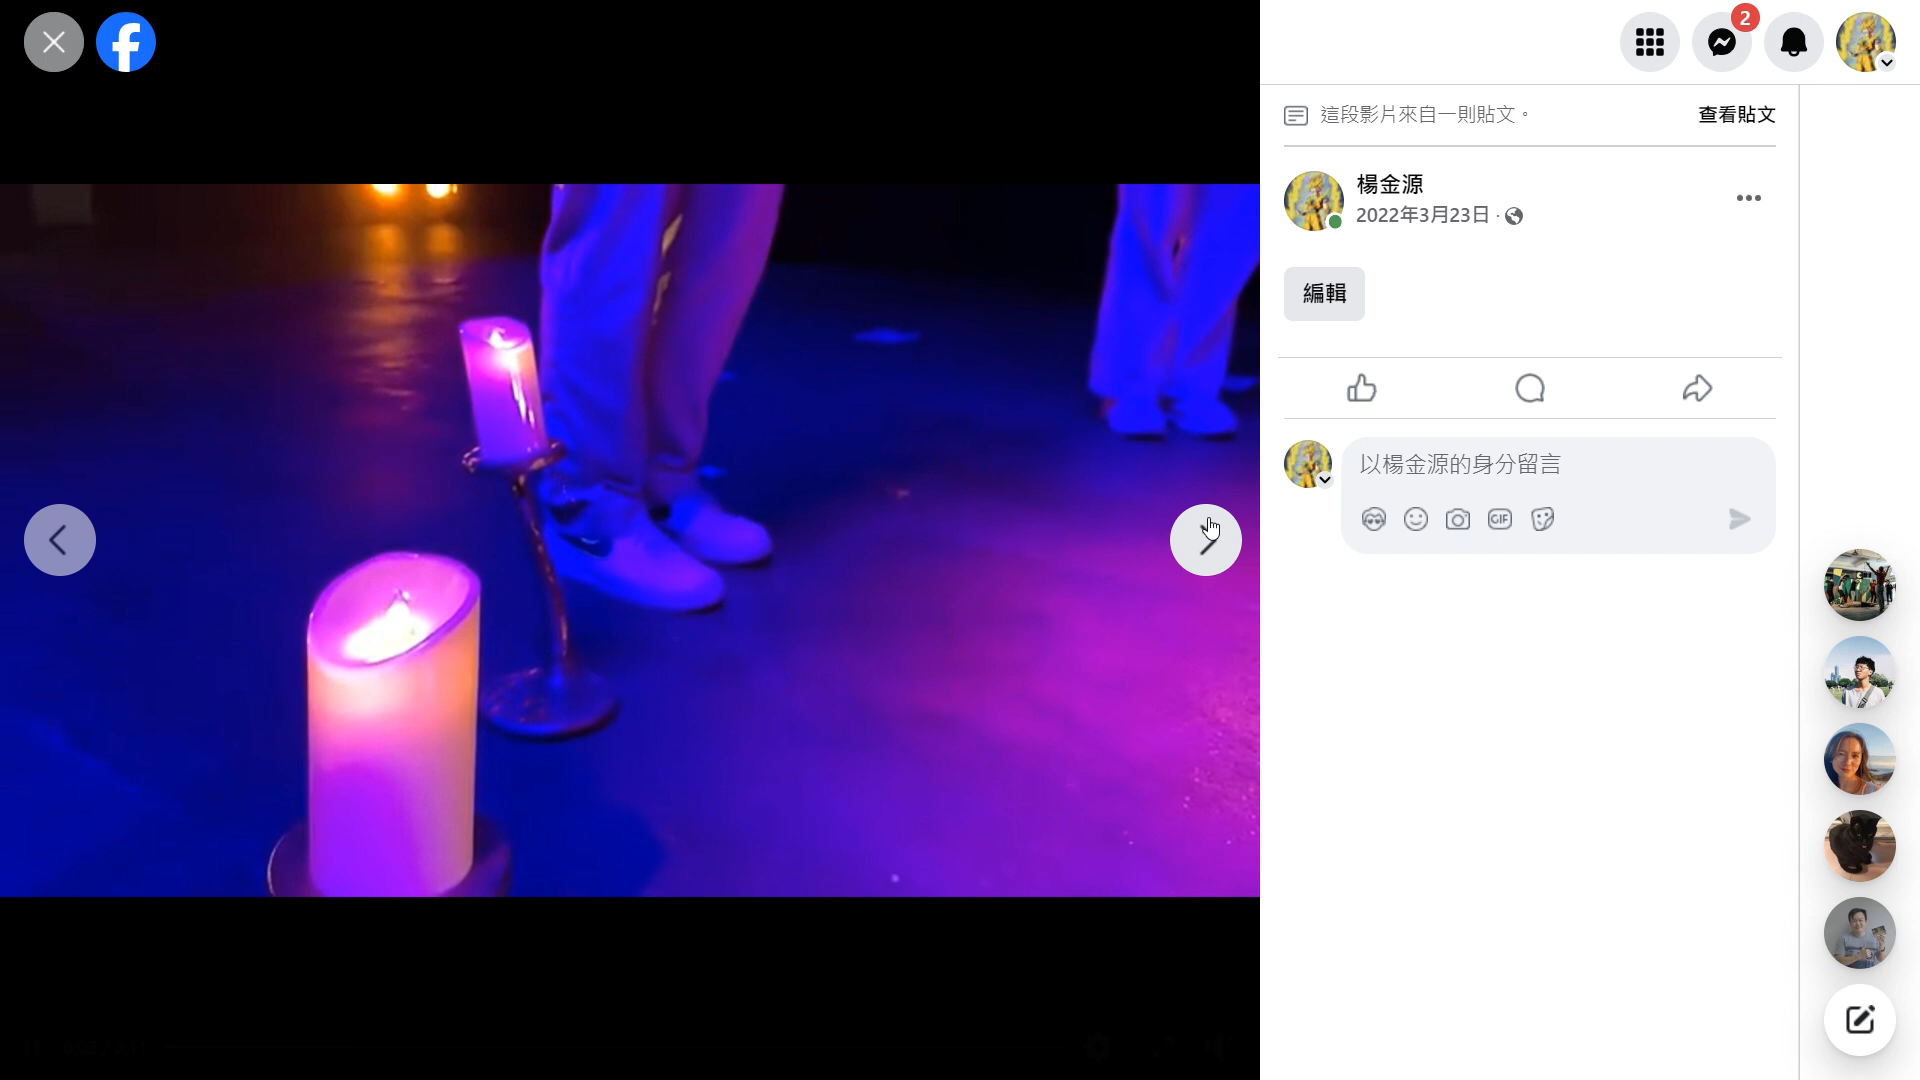 2
這段影片來自一則貼文。
查看貼文
楊金源
2022年3月23日 ·
編輯
以楊金源的身分留言
GIF